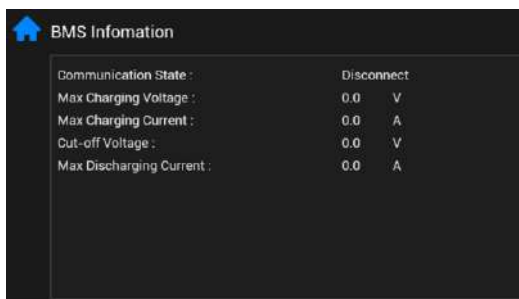 BMS Infomation
Communication State : Disconnect
Max Charging Voltage : 0.0 V
Max Charging Current : 0.0 A
Cut-off Voltage : 0.0 V
Max Discharging Current : 0.0 A